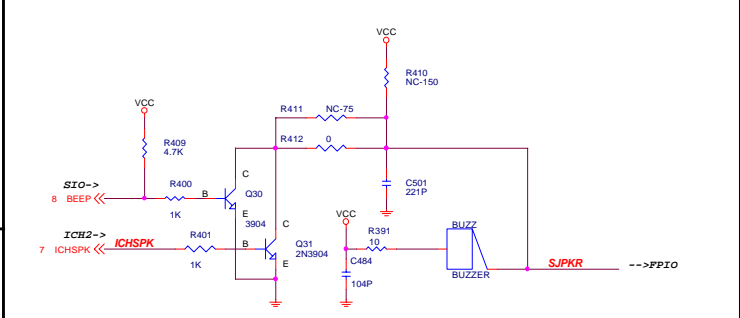 VCC
R410
NC-150
R411 NC-75
VCC
R409
4.7K
R412 0
C
SIO->
R400
B
Q30
C501
221P
8 BEEP
1K
E
3904
VCC
C
ICH2->
R401
B
Q31
2N3904
R391
10
BUZZ
7 ICHSPK
ICHSPK
1K
E
C484
104P
BUZZER
SJPKR
-->FPIO